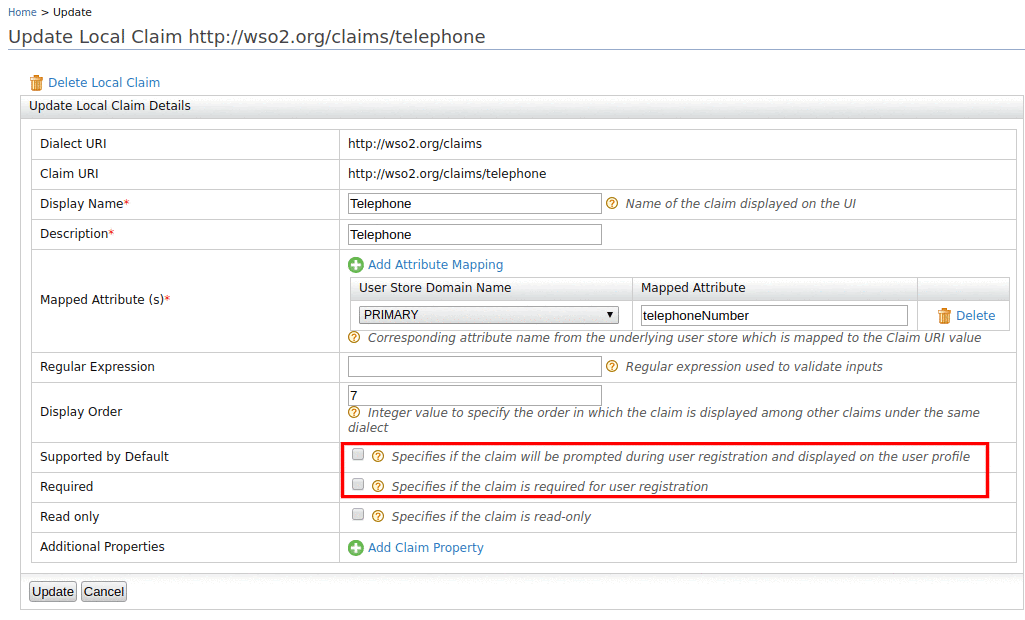 Home > Update
Update Local Claim http://wso2.org/claims/telephone
Delete Local Claim
Update Local Claim Details
Dialect URI http://wso2.org/claims
Claim URI http://wso2.org/claims/telephone
Display Name* Telephone ? Name of the claim displayed on the UI
Description* Telephone
Add Attribute Mapping
User Store Domain Name Mapped Attribute
Mapped Attribute (s)*
PRIMARY telephoneNumber Delete
? Corresponding attribute name from the underlying user store which is mapped to the Claim URI value
Regular Expression ? Regular expression used to validate inputs
7
Display Order ? Integer value to specify the order in which the claim is displayed among other claims under the same
dialect
Supported by Default ? Specifies if the claim will be prompted during user registration and displayed on the user profile
Required ? Specifies if the claim is required for user registration
Read only ? Specifies if the claim is read-only
Additional Properties Add Claim Property
Update Cancel